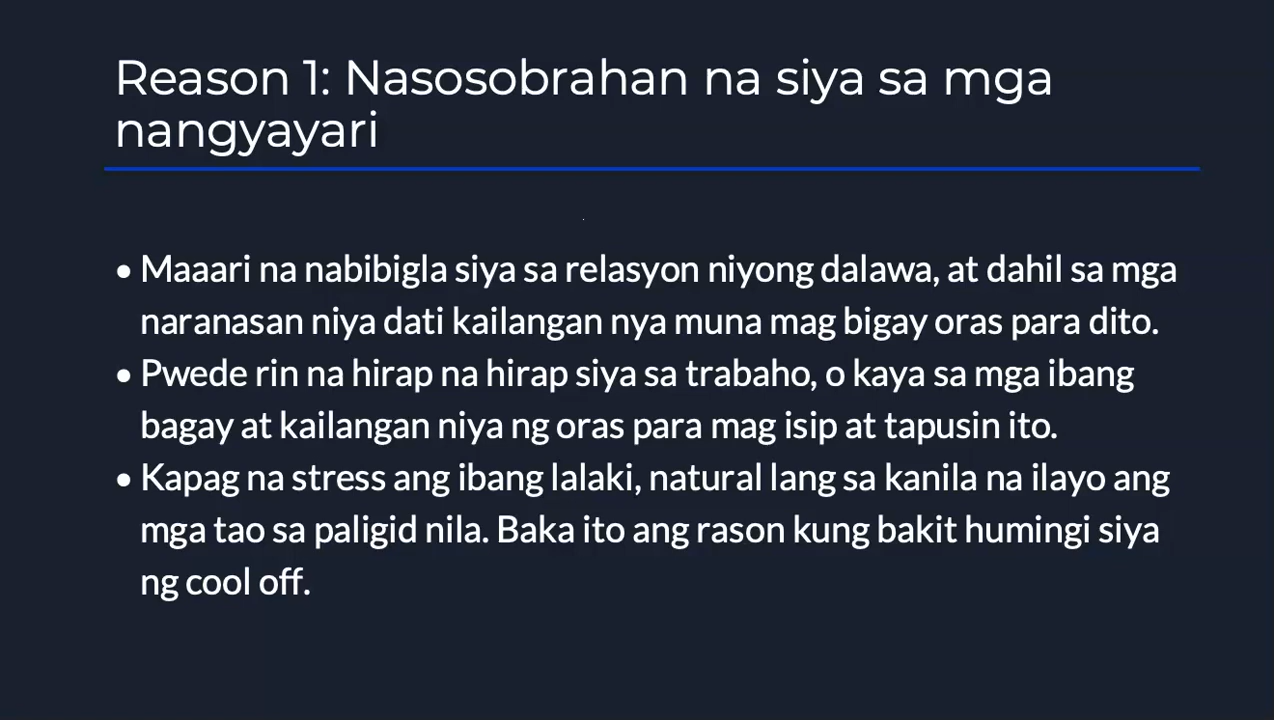 Reason 1: Nasosobrahan na siya sa mga
nangyayari
• Maaari na nabibigla siya sa relasyon niyong dalawa, at dahil sa mga
naranasan niya dati kailangan nya muna mag bigay oras para dito.
• Pwede rin na hirap na hirap siya sa trabaho, o kaya sa mga ibang
bagay at kailangan niya ng oras para mag isip at tapusin ito.
• Kapag na stress ang ibang lalaki, natural lang sa kanila na ilayo ang
mga tao sa paligid nila. Baka ito ang rason kung bakit humingi siya
ng cool off.